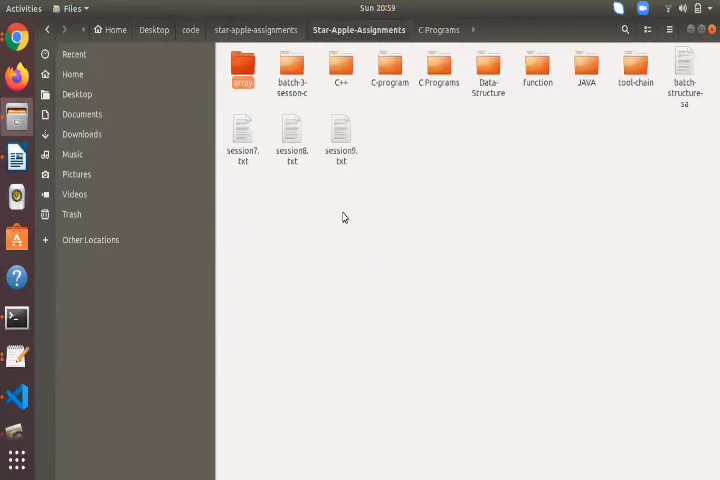 Activities Files Sun 20:59
Home Desktop code star-apple-assignments Star-Apple-Assignments C Programs
Recent
Home
Desktop
Documents
Downloads
Music
Pictures
Videos
Trash
+ Other Locations
array
batch-3-
sesson-c
C++
C-program
C Programs
Data-
Structure
function
JAVA
tool-chain
batch-
structure-
sa
session7.
txt
session8.
txt
session9.
txt